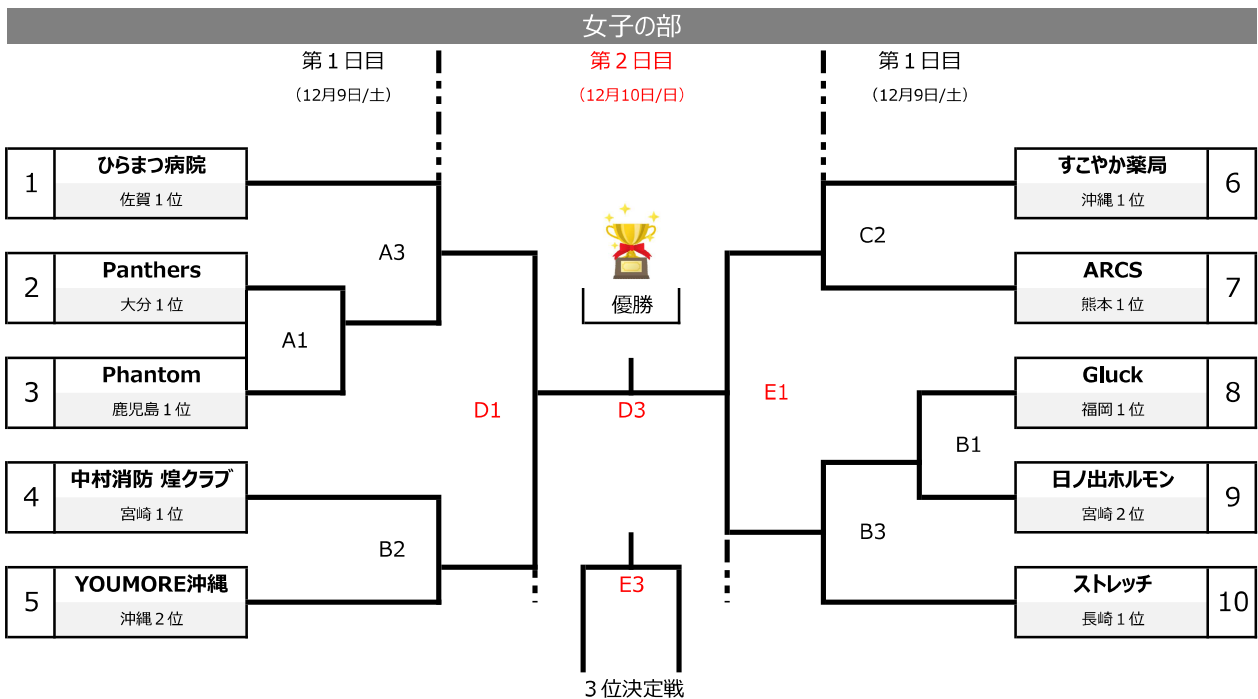 女子の部
第1日目
(12月9日/土)
第2日目
(12月10日/日)
第1日目
(12月9日/土)
1
ひらまつ病院
佐賀1位
2
Panthers
大分1位
3
Phantom
鹿児島1位
4
中村消防 煌クラブ
宮崎1位
5
YOUMORE沖縄
沖縄2位
A3
A1
B2
D1
優勝
D3
E3
3位決定戦
E1
C2
B1
B3
すこやか薬局
沖縄1位
6
ARCS
熊本1位
7
Gluck
福岡1位
8
日ノ出ホルモン
宮崎2位
9
ストレッチ
長崎1位
10